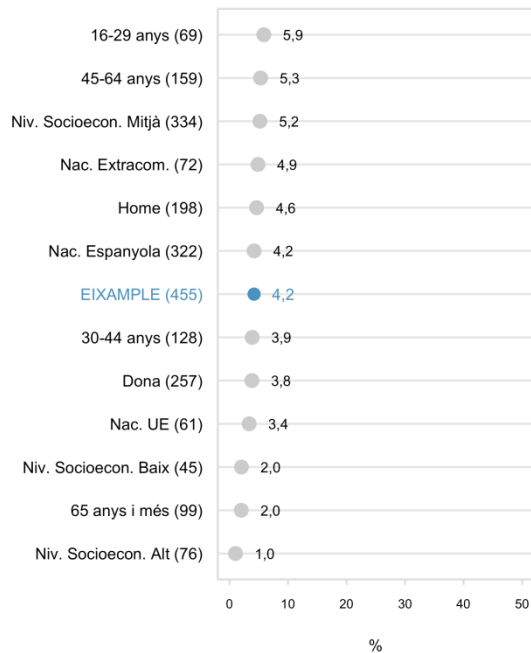 16-29 anys (69) 5,9
45-64 anys (159) 5,3
Niv. Socioecon. Mitjà (334) 5,2
Nac. Extracom. (72) 4,9
Home (198) 4,6
Nac. Espanyola (322) 4,2
EIXAMPLE (455) 4,2
30-44 anys (128) 3,9
Dona (257) 3,8
Nac. UE (61) 3,4
Niv. Socioecon. Baix (45) 2,0
65 anys i més (99) 2,0
Niv. Socioecon. Alt (76) 1,0
0 10 20 30 40 50
%